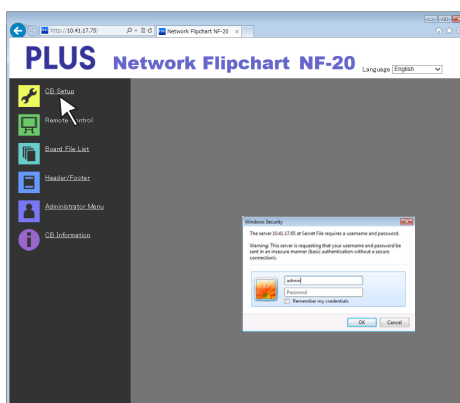 http://10.41.17.75/
Network Flipchart NF-20
PLUS Network Flipchart NF-20
Language English
CB Setup
Remote Control
Board File List
Header/Footer
Administrator Menu
CB Information
Windows Security
The server 10.41.17.65 at Secret File requires a username and password.
Warning: This server is requesting that your username and password be
sent in an insecure manner (basic authentication without a secure
connection).
Password
Remember my credentials
OK Cancel